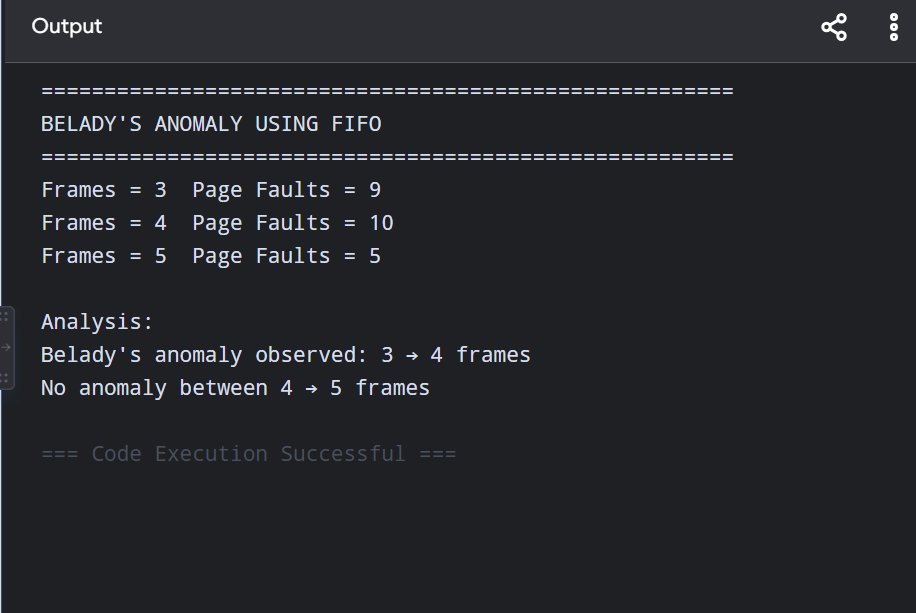 Output
=======================================================
BELADY'S ANOMALY USING FIFO
=======================================================
Frames = 3  Page Faults = 9
Frames = 4  Page Faults = 10
Frames = 5  Page Faults = 5
Analysis:
Belady's anomaly observed: 3 → 4 frames
No anomaly between 4 → 5 frames
=== Code Execution Successful ===